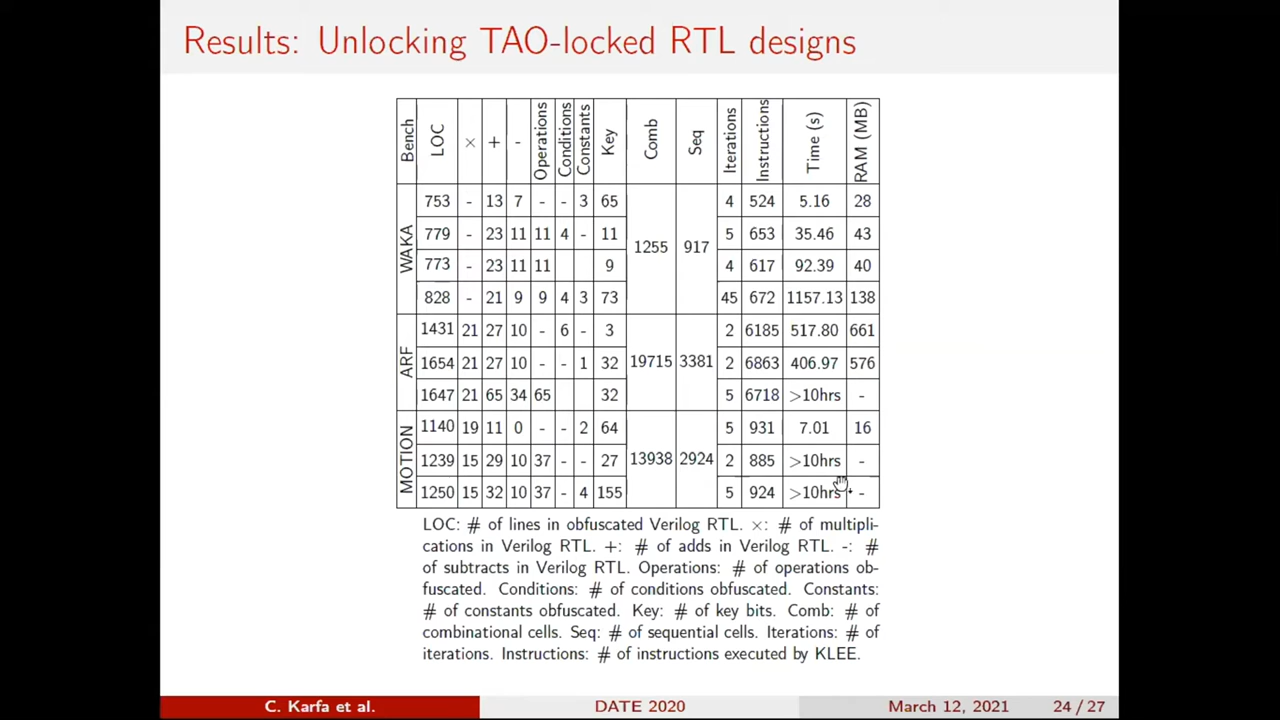 Results: Unlocking TAO-locked RTL designs
Bench LOC × + - Operations Conditions Constants Key Comb Seq Iterations Instructions Time (s) RAM (MB)
WAKA 753 - 13 7 - - 3 65 1255 917 4 524 5.16 28
779 - 23 11 11 4 - 11 5 653 35.46 43
773 - 23 11 11 9 4 617 92.39 40
828 - 21 9 9 4 3 73 45 672 1157.13 138
ARF 1431 21 27 10 - 6 - 3 19715 3381 2 6185 517.80 661
1654 21 27 10 - - 1 32 2 6863 406.97 576
1647 21 65 34 65 32 5 6718 >10hrs -
MOTION 1140 19 11 0 - - 2 64 13938 2924 5 931 7.01 16
1239 15 29 10 37 - - 27 2 885 >10hrs -
1250 15 32 10 37 - 4 155 5 924 >10hrs -
LOC: # of lines in obfuscated Verilog RTL. ×: # of multipli-
cations in Verilog RTL. +: # of adds in Verilog RTL. -: #
of subtracts in Verilog RTL. Operations: # of operations ob-
fuscated. Conditions: # of conditions obfuscated. Constants:
# of constants obfuscated. Key: # of key bits. Comb: # of
combinational cells. Seq: # of sequential cells. Iterations: # of
iterations. Instructions: # of instructions executed by KLEE.
C. Karfa et al. DATE 2020 March 12, 2021 24 / 27